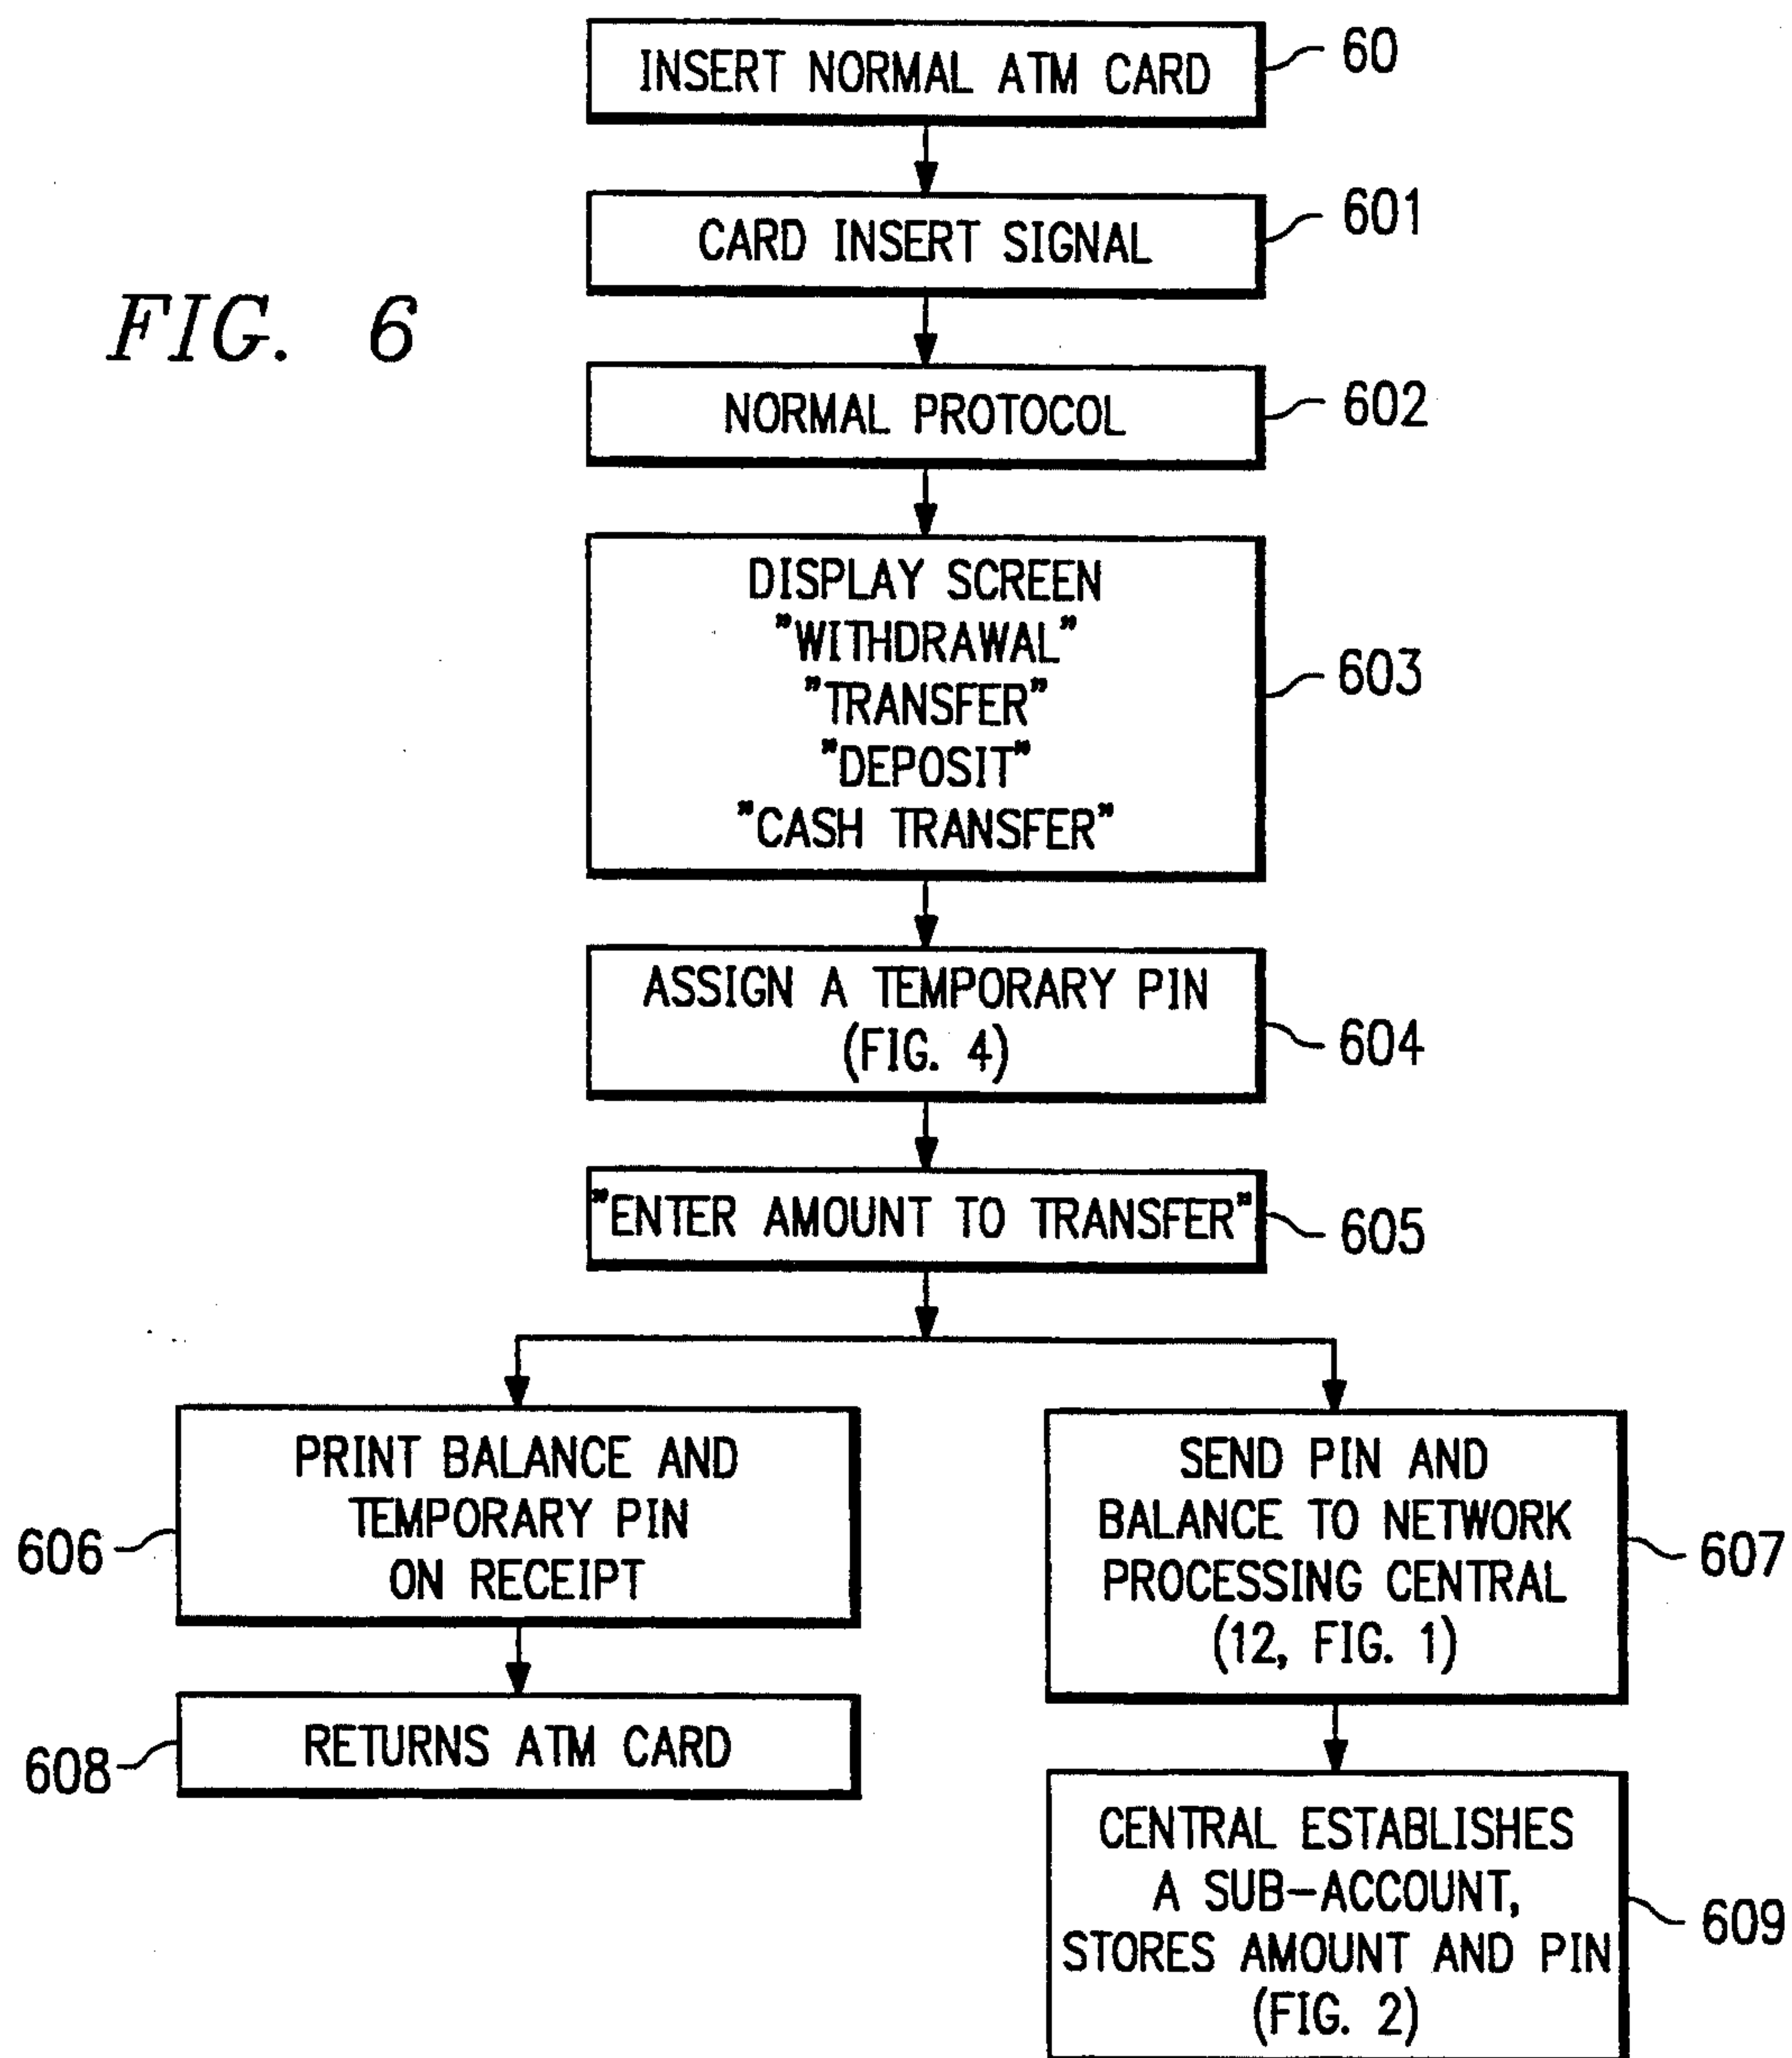 INSERT NORMAL ATM CARD
60
CARD INSERT SIGNAL
601
FIG. 6
NORMAL PROTOCOL
602
DISPLAY SCREEN
"WITHDRAWAL"
"TRANSFER"
"DEPOSIT"
"CASH TRANSFER"
603
ASSIGN A TEMPORARY PIN
(FIG. 4)
604
"ENTER AMOUNT TO TRANSFER"
605
PRINT BALANCE AND
TEMPORARY PIN
ON RECEIPT
606
SEND PIN AND
BALANCE TO NETWORK
PROCESSING CENTRAL
(12, FIG. 1)
607
RETURNS ATM CARD
608
CENTRAL ESTABLISHES
A SUB-ACCOUNT,
STORES AMOUNT AND PIN
(FIG. 2)
609